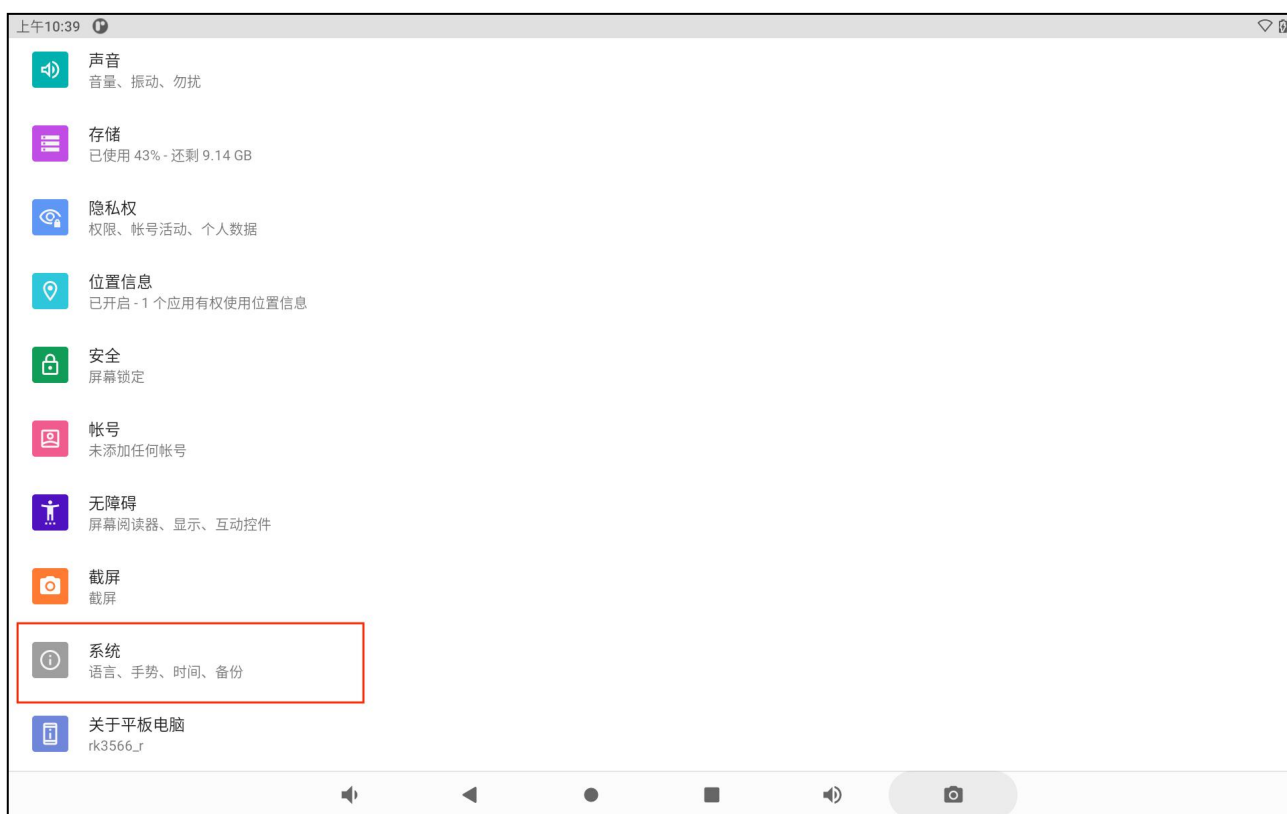 上午10:39
声音
音量、振动、勿扰
存储
已使用 43% - 还剩 9.14 GB
隐私权
权限、帐号活动、个人数据
位置信息
已开启 - 1 个应用有权使用位置信息
安全
屏幕锁定
帐号
未添加任何帐号
无障碍
屏幕阅读器、显示、互动控件
截屏
截屏
系统
语言、手势、时间、备份
关于平板电脑
rk3566_r